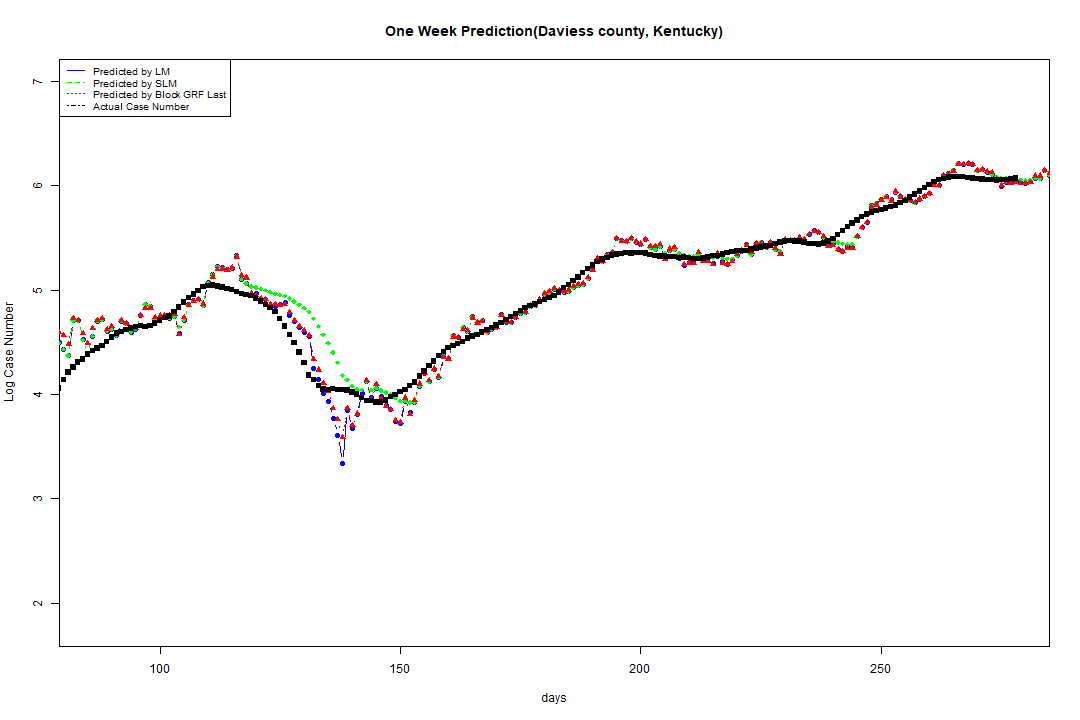 One Week Prediction(Daviess county, Kentucky)
Predicted by LM
Predicted by SLM
Predicted by Block GRF Last
Actual Case Number
7
6
5
4
3
2
Log Case Number
100 150 200 250
days